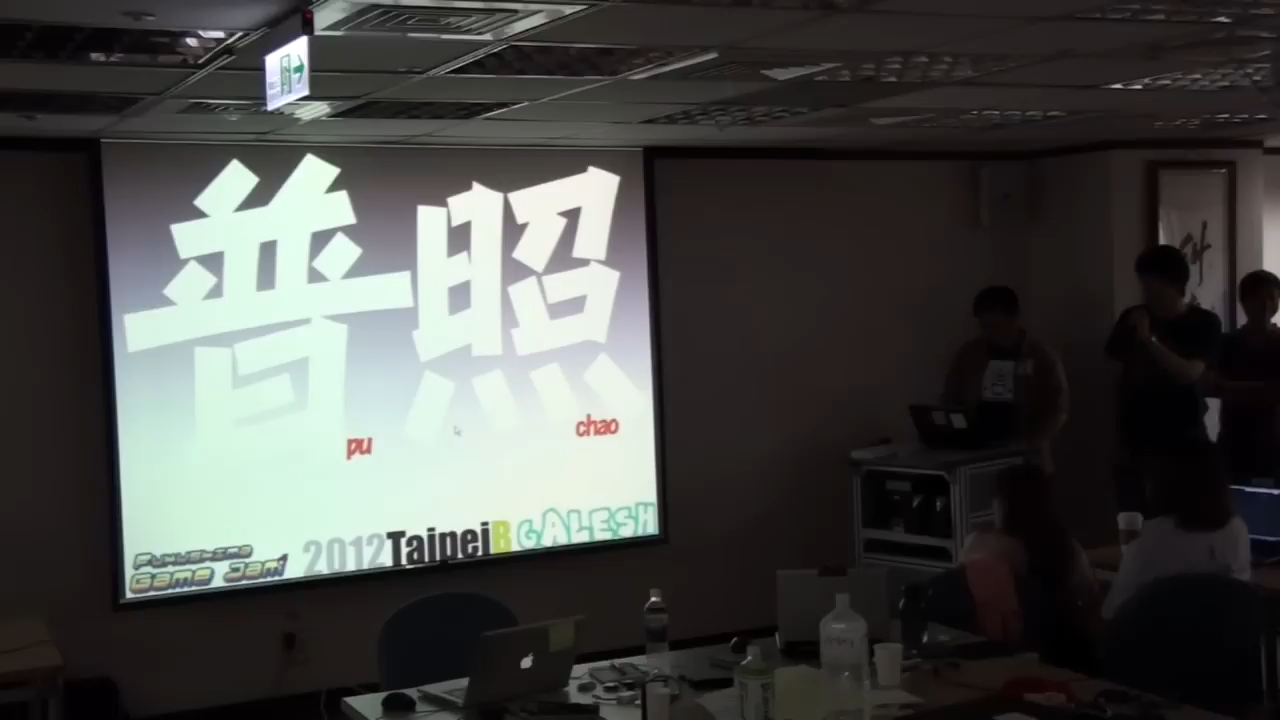 普照
pu
chao
Fukushima
Game Jam
2012TaipeiB GALESH